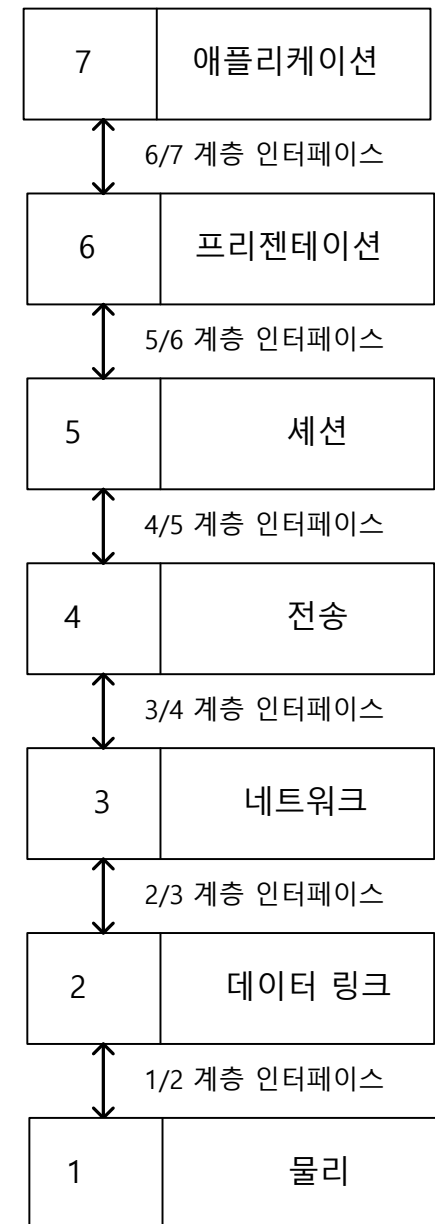 7 애플리케이션
6/7 계층 인터페이스
6 프리젠테이션
5/6 계층 인터페이스
5 세션
4/5 계층 인터페이스
4 전송
3/4 계층 인터페이스
3 네트워크
2/3 계층 인터페이스
2 데이터 링크
1/2 계층 인터페이스
1 물리